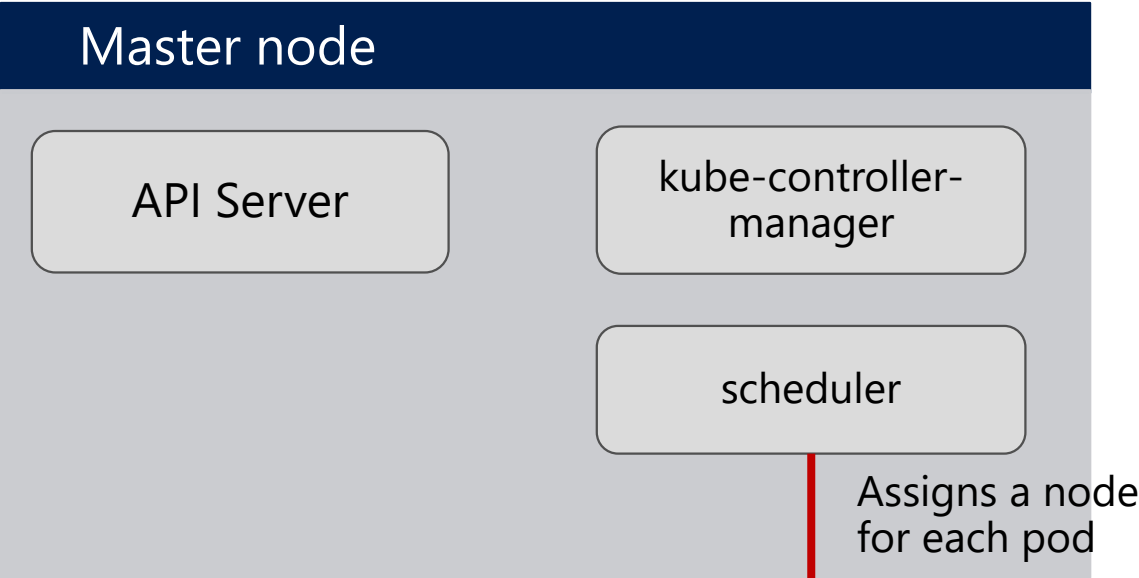 Master node
API Server
kube-controller-
manager
scheduler
Assigns a node
for each pod